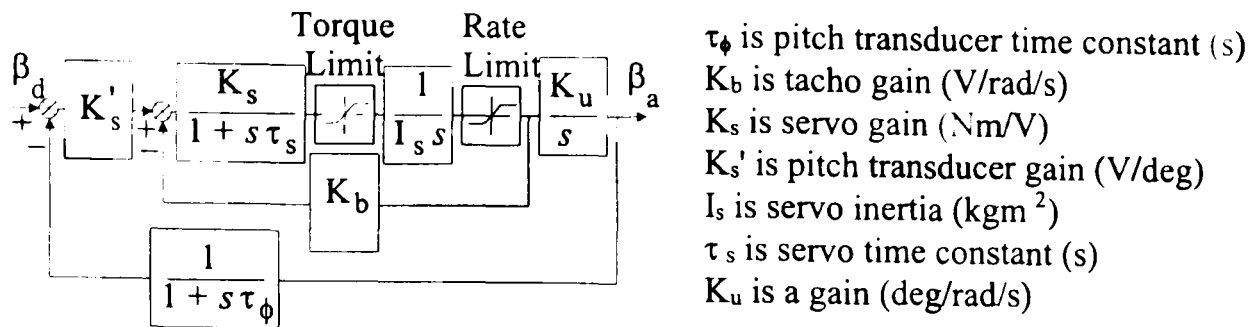 Torque Limit
Rate Limit
β_d
+
−
K_s'
+
−
K_s / (1 + sτ_s)
1 / (I_s s)
K_u / s
β_a
K_b
1 / (1 + sτ_ϕ)
τ_ϕ is pitch transducer time constant (s)
K_b is tacho gain (V/rad/s)
K_s is servo gain (Nm/V)
K_s' is pitch transducer gain (V/deg)
I_s is servo inertia (kgm²)
τ_s is servo time constant (s)
K_u is a gain (deg/rad/s)